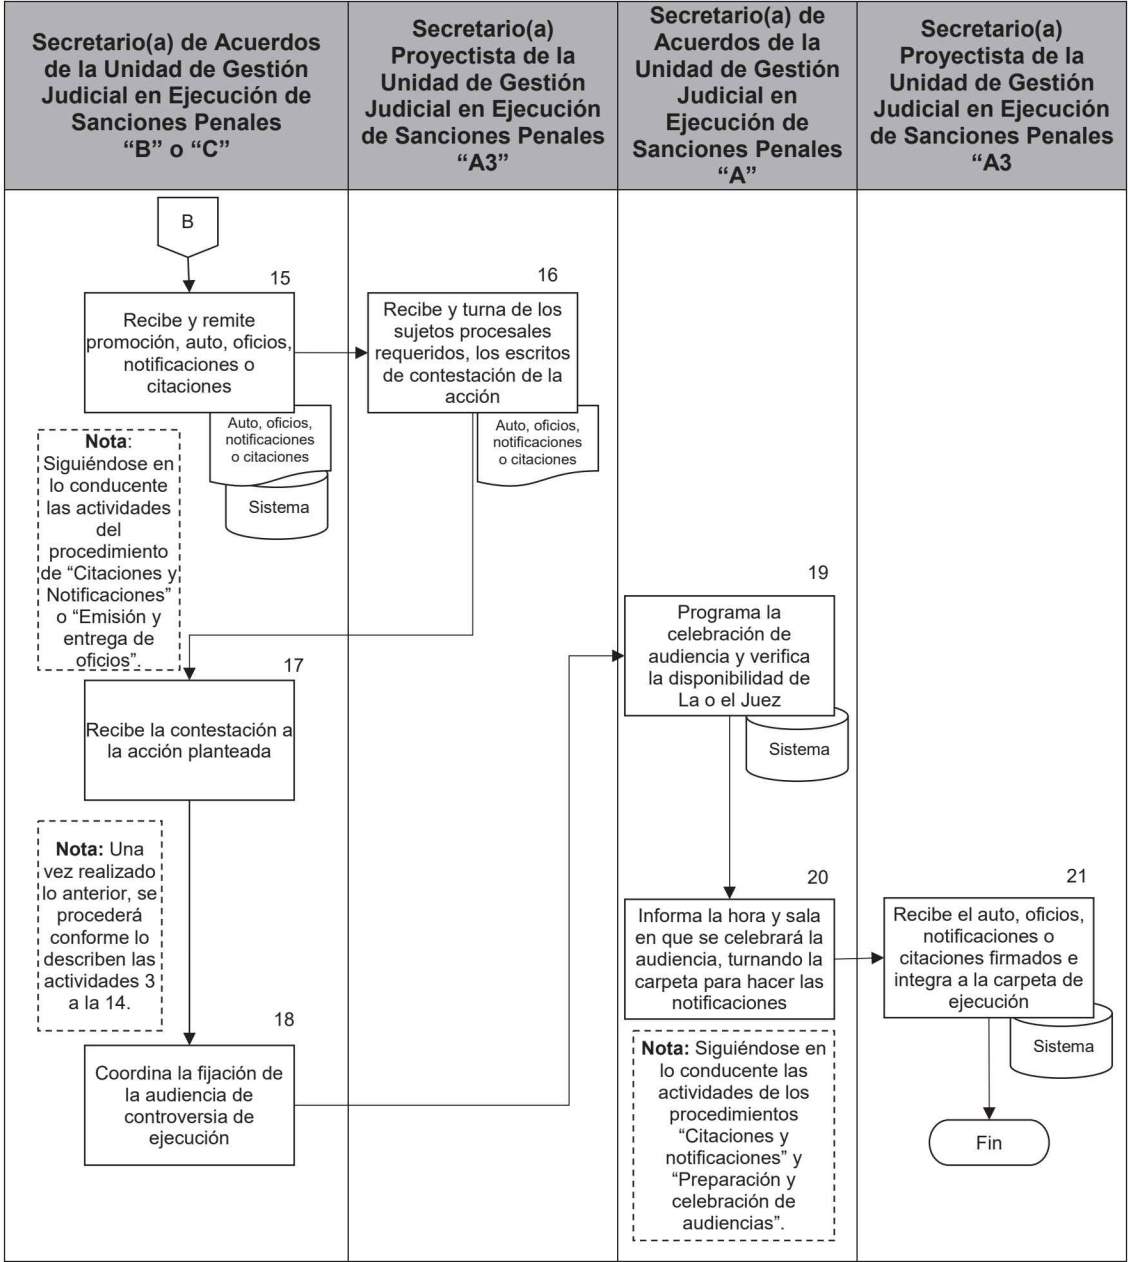 Secretario(a) de Acuerdos
de la Unidad de Gestión
Judicial en Ejecución de
Sanciones Penales
“B” o “C”
Secretario(a)
Proyectista de la
Unidad de Gestión
Judicial en Ejecución
de Sanciones Penales
“A3”
Secretario(a) de
Acuerdos de la
Unidad de Gestión
Judicial en
Ejecución de
Sanciones Penales
“A”
Secretario(a)
Proyectista de la
Unidad de Gestión
Judicial en Ejecución
de Sanciones Penales
“A3
B
15
Recibe y remite
promoción, auto, oficios,
notificaciones o
citaciones
Auto, oficios,
notificaciones
o citaciones
Sistema
Nota:
Siguiéndose en
lo conducente
las actividades
del
procedimiento
de “Citaciones y
Notificaciones”
o “Emisión y
entrega de
oficios”.
16
Recibe y turna de los
sujetos procesales
requeridos, los escritos
de contestación de la
acción
Auto, oficios,
notificaciones
o citaciones
17
Recibe la contestación a
la acción planteada
Nota: Una
vez realizado
lo anterior, se
procederá
conforme lo
describen las
actividades 3
a la 14.
18
Coordina la fijación de
la audiencia de
controversia de
ejecución
19
Programa la
celebración de
audiencia y verifica
la disponibilidad de
La o el Juez
Sistema
20
Informa la hora y sala
en que se celebrará la
audiencia, turnando la
carpeta para hacer las
notificaciones
Nota: Siguiéndose en
lo conducente las
actividades de los
procedimientos
“Citaciones y
notificaciones” y
“Preparación y
celebración de
audiencias”.
21
Recibe el auto, oficios,
notificaciones o
citaciones firmados e
integra a la carpeta de
ejecución
Sistema
Fin